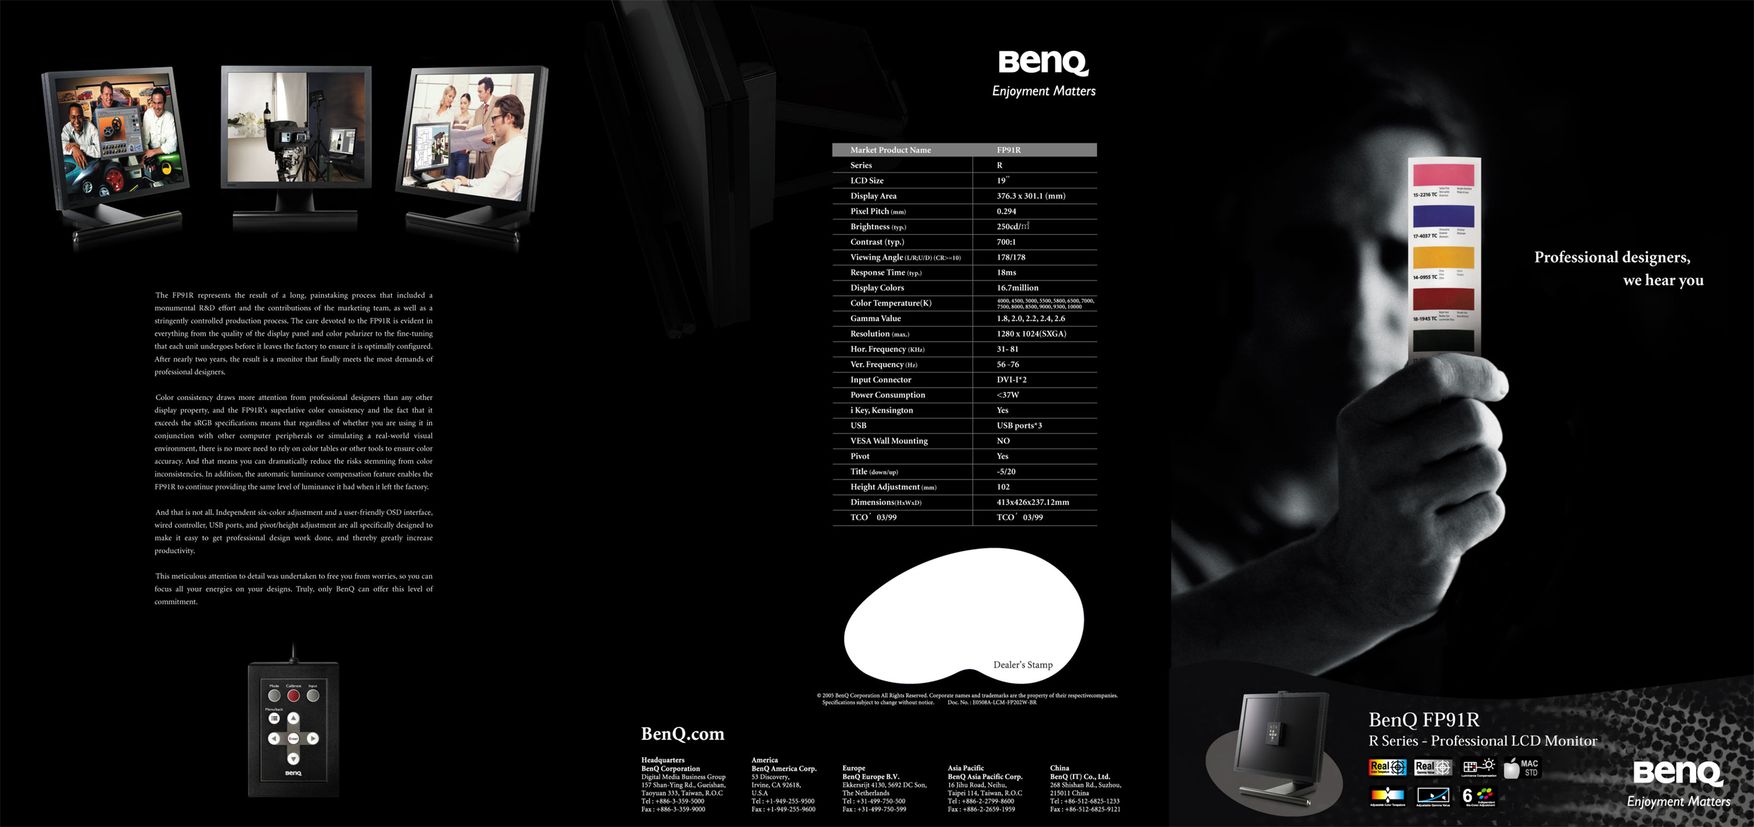 The FP91R represents the result of a long, painstaking process that included a
monumental R&D effort and the contributions of the marketing team, as well as a
stringently controlled production process. The care devoted to the FP91R is evident in
everything from the quality of the display panel and color polarizer to the fine-tuning
that each unit undergoes before it leaves the factory to ensure it is optimally configured.
After nearly two years, the result is a monitor that finally meets the most demands of
professional designers.
Color consistency draws more attention from professional designers than any other
display property, and the FP91R's superlative color consistency and the fact that it
exceeds the sRGB specifications means that regardless of whether you are using it in
conjunction with other computer peripherals or simulating a real-world visual
environment, there is no more need to rely on color tables or other tools to ensure color
accuracy. And that means you can dramatically reduce the risks stemming from color
inconsistencies. In addition, the automatic luminance compensation feature enables the
FP91R to continue providing the same level of luminance it had when it left the factory.
And that is not all. Independent six-color adjustment and a user-friendly OSD interface,
wired controller, USB ports, and pivot/height adjustment are all specifically designed to
make it easy to get professional design work done, and thereby greatly increase
productivity.
This meticulous attention to detail was undertaken to free you from worries, so you can
focus all your energies on your designs. Truly, only BenQ can offer this level of
commitment.
Mode Calibrate Input
Menu/back
Enter
BenQ
BenQ
Enjoyment Matters
Market Product Name FP91R
Series R
LCD Size 19"
Display Area 376.3 x 301.1 (mm)
Pixel Pitch (mm) 0.294
Brightness (typ.) 250cd/㎡
Contrast (typ.) 700:1
Viewing Angle (L/R;U/D) (CR>=10) 178/178
Response Time (typ.) 18ms
Display Colors 16.7million
Color Temperature(K) 4000, 4500, 5000, 5500, 5800, 6500, 7000,
7500, 8000, 8500, 9000, 9300, 10000
Gamma Value 1.8, 2.0, 2.2, 2.4, 2.6
Resolution (max.) 1280 x 1024(SXGA)
Hor. Frequency (KHz) 31- 81
Ver. Frequency (Hz) 56 -76
Input Connector DVI-I*2
Power Consumption <37W
i Key, Kensington Yes
USB USB ports*3
VESA Wall Mounting NO
Pivot Yes
Title (down/up) -5/20
Height Adjustment (mm) 102
Dimensions(HxWxD) 413x426x237.12mm
TCO´ 03/99 TCO´ 03/99
Dealer's Stamp
© 2005 BenQ Corporation All Rights Reserved. Corporate names and trademarks are the property of their respectivecompanies.
Specifications subject to change without notice. Doc. No. : E0508A-LCM-FP202W-BR
BenQ.com
Headquarters
BenQ Corporation
Digital Media Business Group
157 Shan-Ying Rd., Gueishan,
Taoyuan 333, Taiwan, R.O.C
Tel : +886-3-359-5000
Fax : +886-3-359-9000
America
BenQ America Corp.
53 Discovery,
Irvine, CA 92618,
U.S.A
Tel : +1-949-255-9500
Fax : +1-949-255-9600
Europe
BenQ Europe B.V.
Ekkersrijt 4130, 5692 DC Son,
The Netherlands
Tel : +31-499-750-500
Fax : +31-499-750-599
Asia Pacific
BenQ Asia Pacific Corp.
16 Jihu Road, Neihu,
Taipei 114, Taiwan, R.O.C
Tel : +886-2-2799-8600
Fax : +886-2-2659-1959
China
BenQ (IT) Co., Ltd.
268 Shishan Rd., Suzhou,
215011 China
Tel : +86-512-6825-1233
Fax : +86-512-6825-9121
15-2216 TC
17-4037 TC
14-0955 TC
18-1945 TC
Professional designers,
we hear you
BenQ FP91R
R Series - Professional LCD Monitor
Real
Real
Luminance Compensation
MAC
STD
Adjustable Color Temperature
Adjustable Gamma Value
6 Independent
Six-Color Adjustment
BenQ
Enjoyment Matters